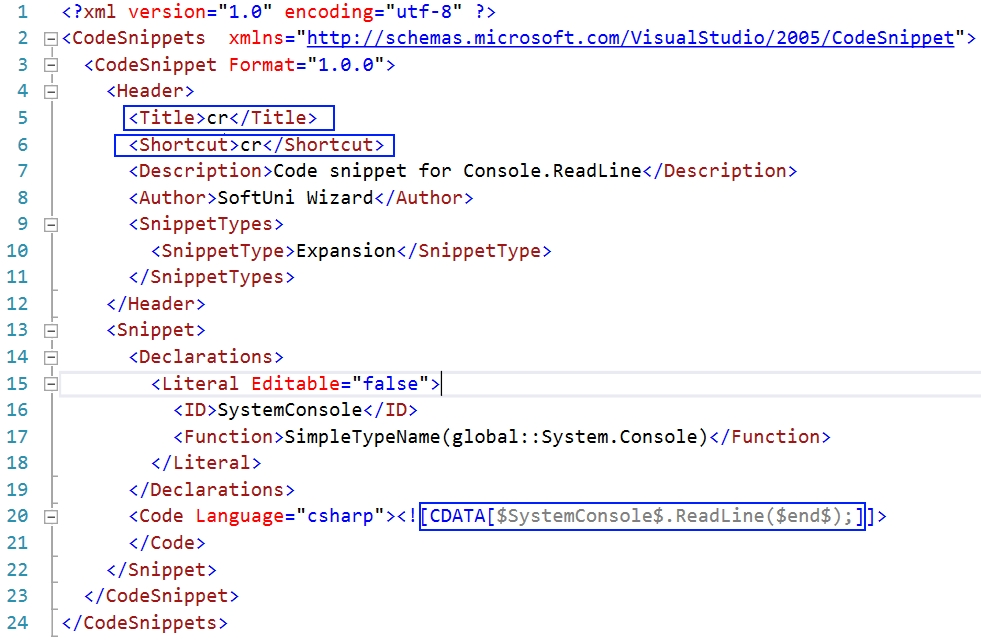 1 <?xml version="1.0" encoding="utf-8" ?>
2 <CodeSnippets  xmlns="http://schemas.microsoft.com/VisualStudio/2005/CodeSnippet">
3   <CodeSnippet Format="1.0.0">
4     <Header>
5       <Title>cr</Title>
6       <Shortcut>cr</Shortcut>
7       <Description>Code snippet for Console.ReadLine</Description>
8       <Author>SoftUni Wizard</Author>
9       <SnippetTypes>
10         <SnippetType>Expansion</SnippetType>
11       </SnippetTypes>
12     </Header>
13     <Snippet>
14       <Declarations>
15         <Literal Editable="false">
16           <ID>SystemConsole</ID>
17           <Function>SimpleTypeName(global::System.Console)</Function>
18         </Literal>
19       </Declarations>
20       <Code Language="csharp"><![CDATA[$SystemConsole$.ReadLine($end$);]]>
21       </Code>
22     </Snippet>
23   </CodeSnippet>
24 </CodeSnippets>